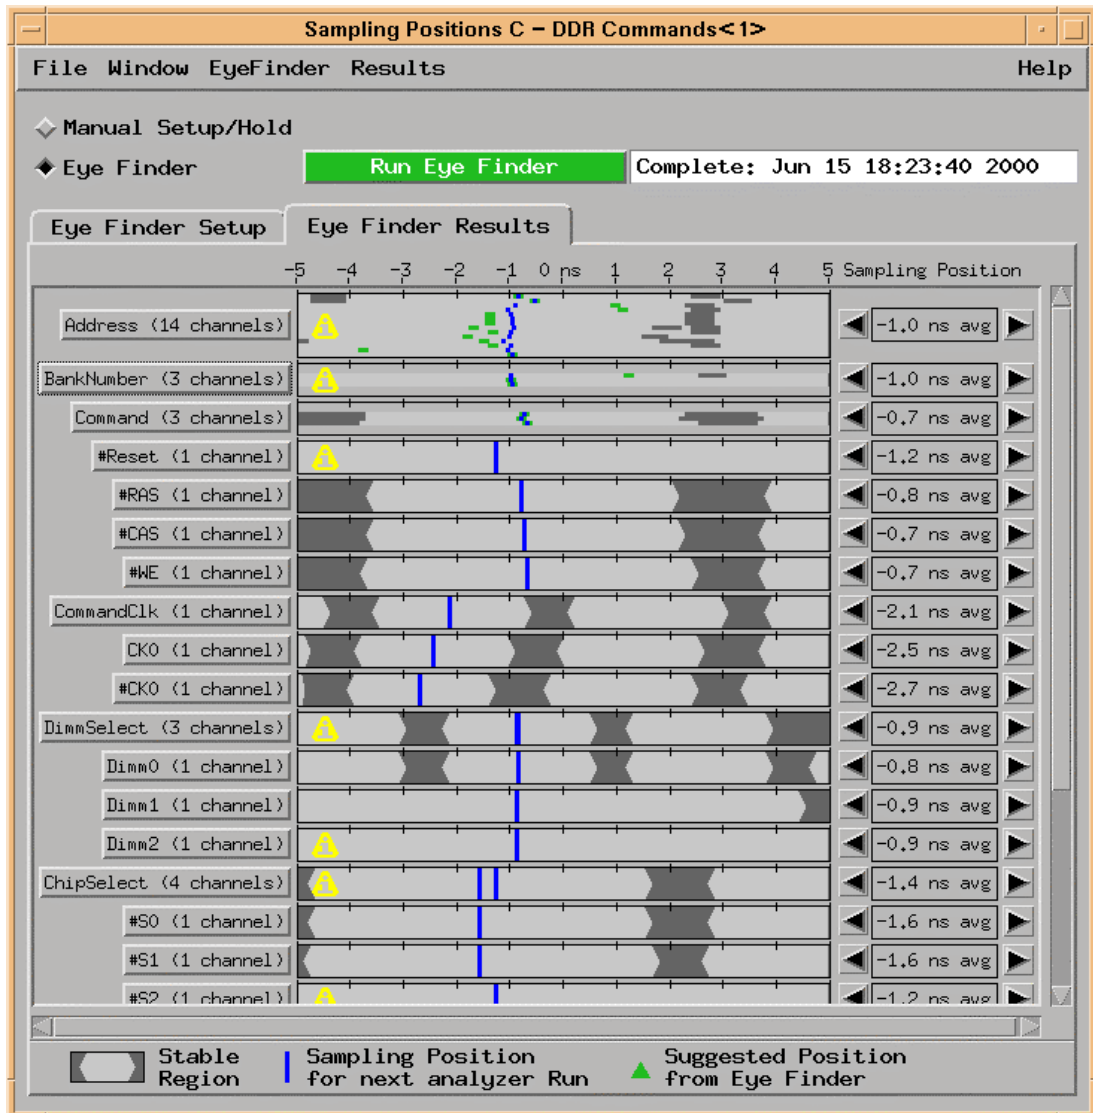 Sampling Positions C – DDR Commands<1>
File Window EyeFinder Results Help
Manual Setup/Hold
Eye Finder Run Eye Finder Complete: Jun 15 18:23:40 2000
Eye Finder Setup Eye Finder Results
-5 -4 -3 -2 -1 0 ns 1 2 3 4 5 Sampling Position
Address (14 channels) -1.0 ns avg
BankNumber (3 channels) -1.0 ns avg
Command (3 channels) -0.7 ns avg
#Reset (1 channel) -1.2 ns avg
#RAS (1 channel) -0.8 ns avg
#CAS (1 channel) -0.7 ns avg
#WE (1 channel) -0.7 ns avg
CommandClk (1 channel) -2.1 ns avg
CK0 (1 channel) -2.5 ns avg
#CK0 (1 channel) -2.7 ns avg
DimmSelect (3 channels) -0.9 ns avg
Dimm0 (1 channel) -0.8 ns avg
Dimm1 (1 channel) -0.9 ns avg
Dimm2 (1 channel) -0.9 ns avg
ChipSelect (4 channels) -1.4 ns avg
#S0 (1 channel) -1.6 ns avg
#S1 (1 channel) -1.6 ns avg
#S2 (1 channel) -1.2 ns avg
Stable Region
Sampling Position for next analyzer Run
Suggested Position from Eye Finder